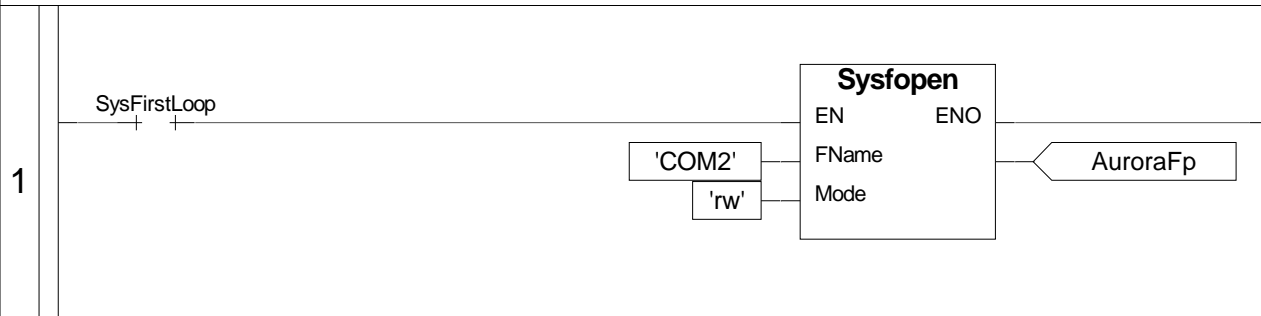 1
SysFirstLoop
Sysfopen
EN ENO
'COM2' FName AuroraFp
'rw' Mode